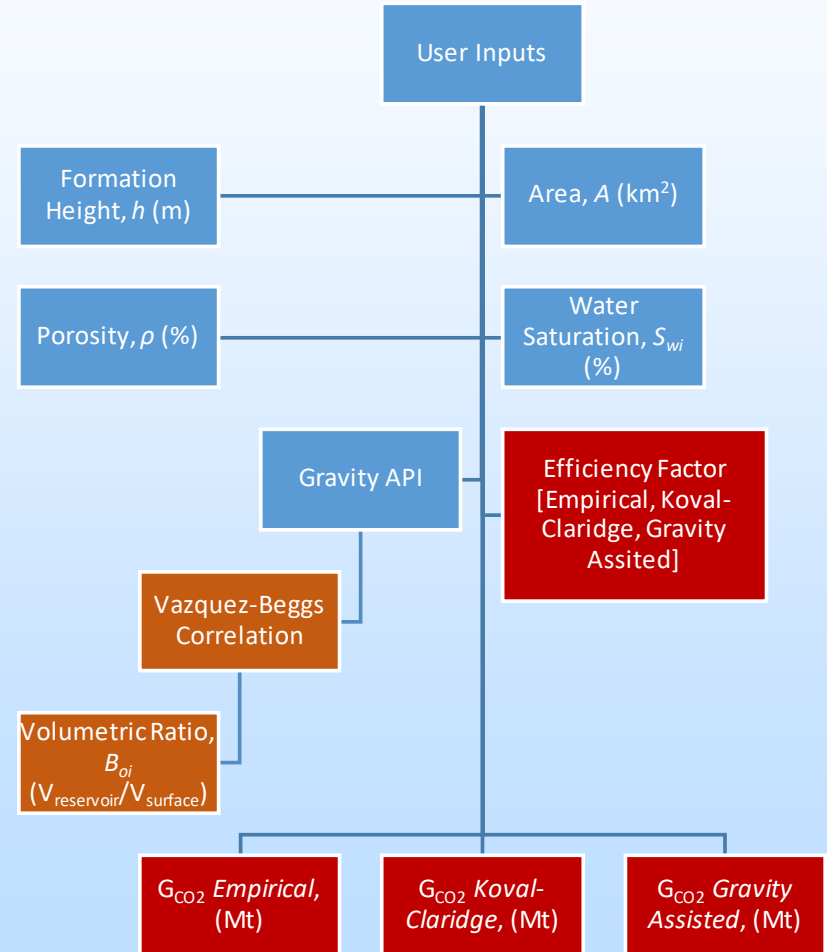 User Inputs
Formation
Height, h (m)
Area, A (km²)
Porosity, ρ (%)
Water
Saturation, Swi
(%)
Gravity API
Efficiency Factor
[Empirical, Koval-
Claridge, Gravity
Assited]
Vazquez-Beggs
Correlation
Volumetric Ratio,
Boi
(Vreservoir/Vsurface)
GCO2 Empirical,
(Mt)
GCO2 Koval-
Claridge, (Mt)
GCO2 Gravity
Assisted, (Mt)